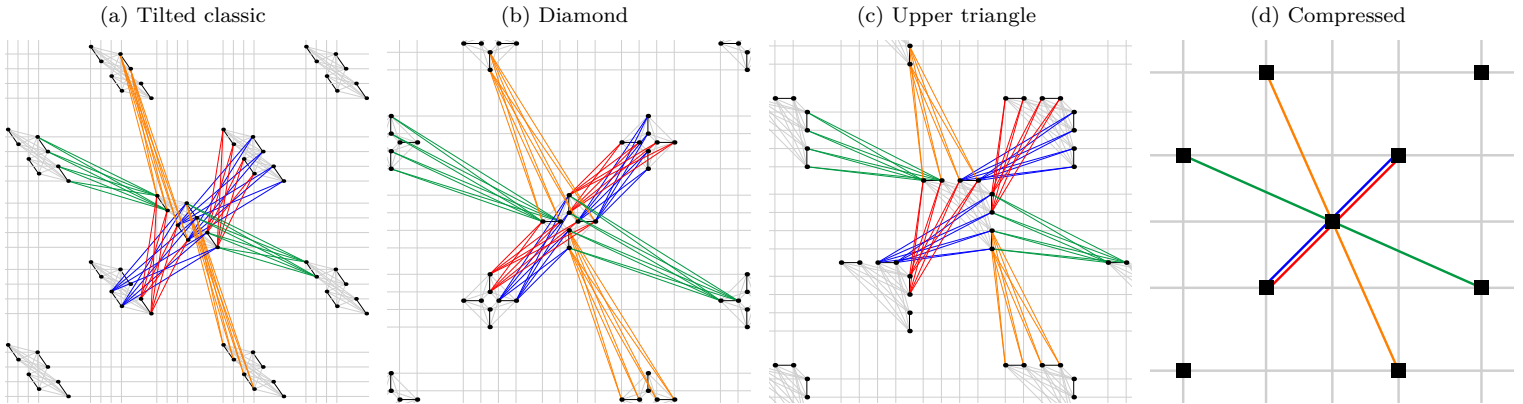 (a) Tilted classic
(b) Diamond
(c) Upper triangle
(d) Compressed